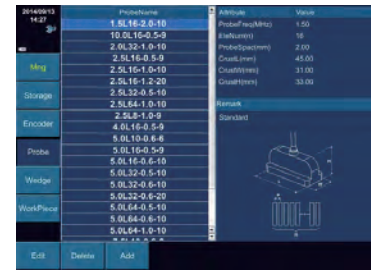 2014/09/13
14:27
Mng
Storage
Encoder
Probe
Wedge
WorkPiece
ProbeName
1.5L16-2.0-10
10.0L16-0.5-9
2.0L32-1.0-10
2.5L16-0.5-9
2.5L16-1.0-10
2.5L16-1.2-20
2.5L32-0.5-10
2.5L64-1.0-10
2.5L8-1.0-9
4.0L16-0.5-9
5.0L10-0.6-6
5.0L16-0.5-9
5.0L16-0.6-10
5.0L32-0.5-10
5.0L32-0.6-10
5.0L32-0.6-20
5.0L64-0.5-10
5.0L64-0.6-10
5.0L64-1.0-10
Attribute Value
ProbeFreq(MHz) 1.50
EleNum(n) 16
ProbeSpac(mm) 2.00
CrustL(mm) 45.00
CrustW(mm) 31.00
CrustH(mm) 33.00
Remark
Standard
Edit Delete Add